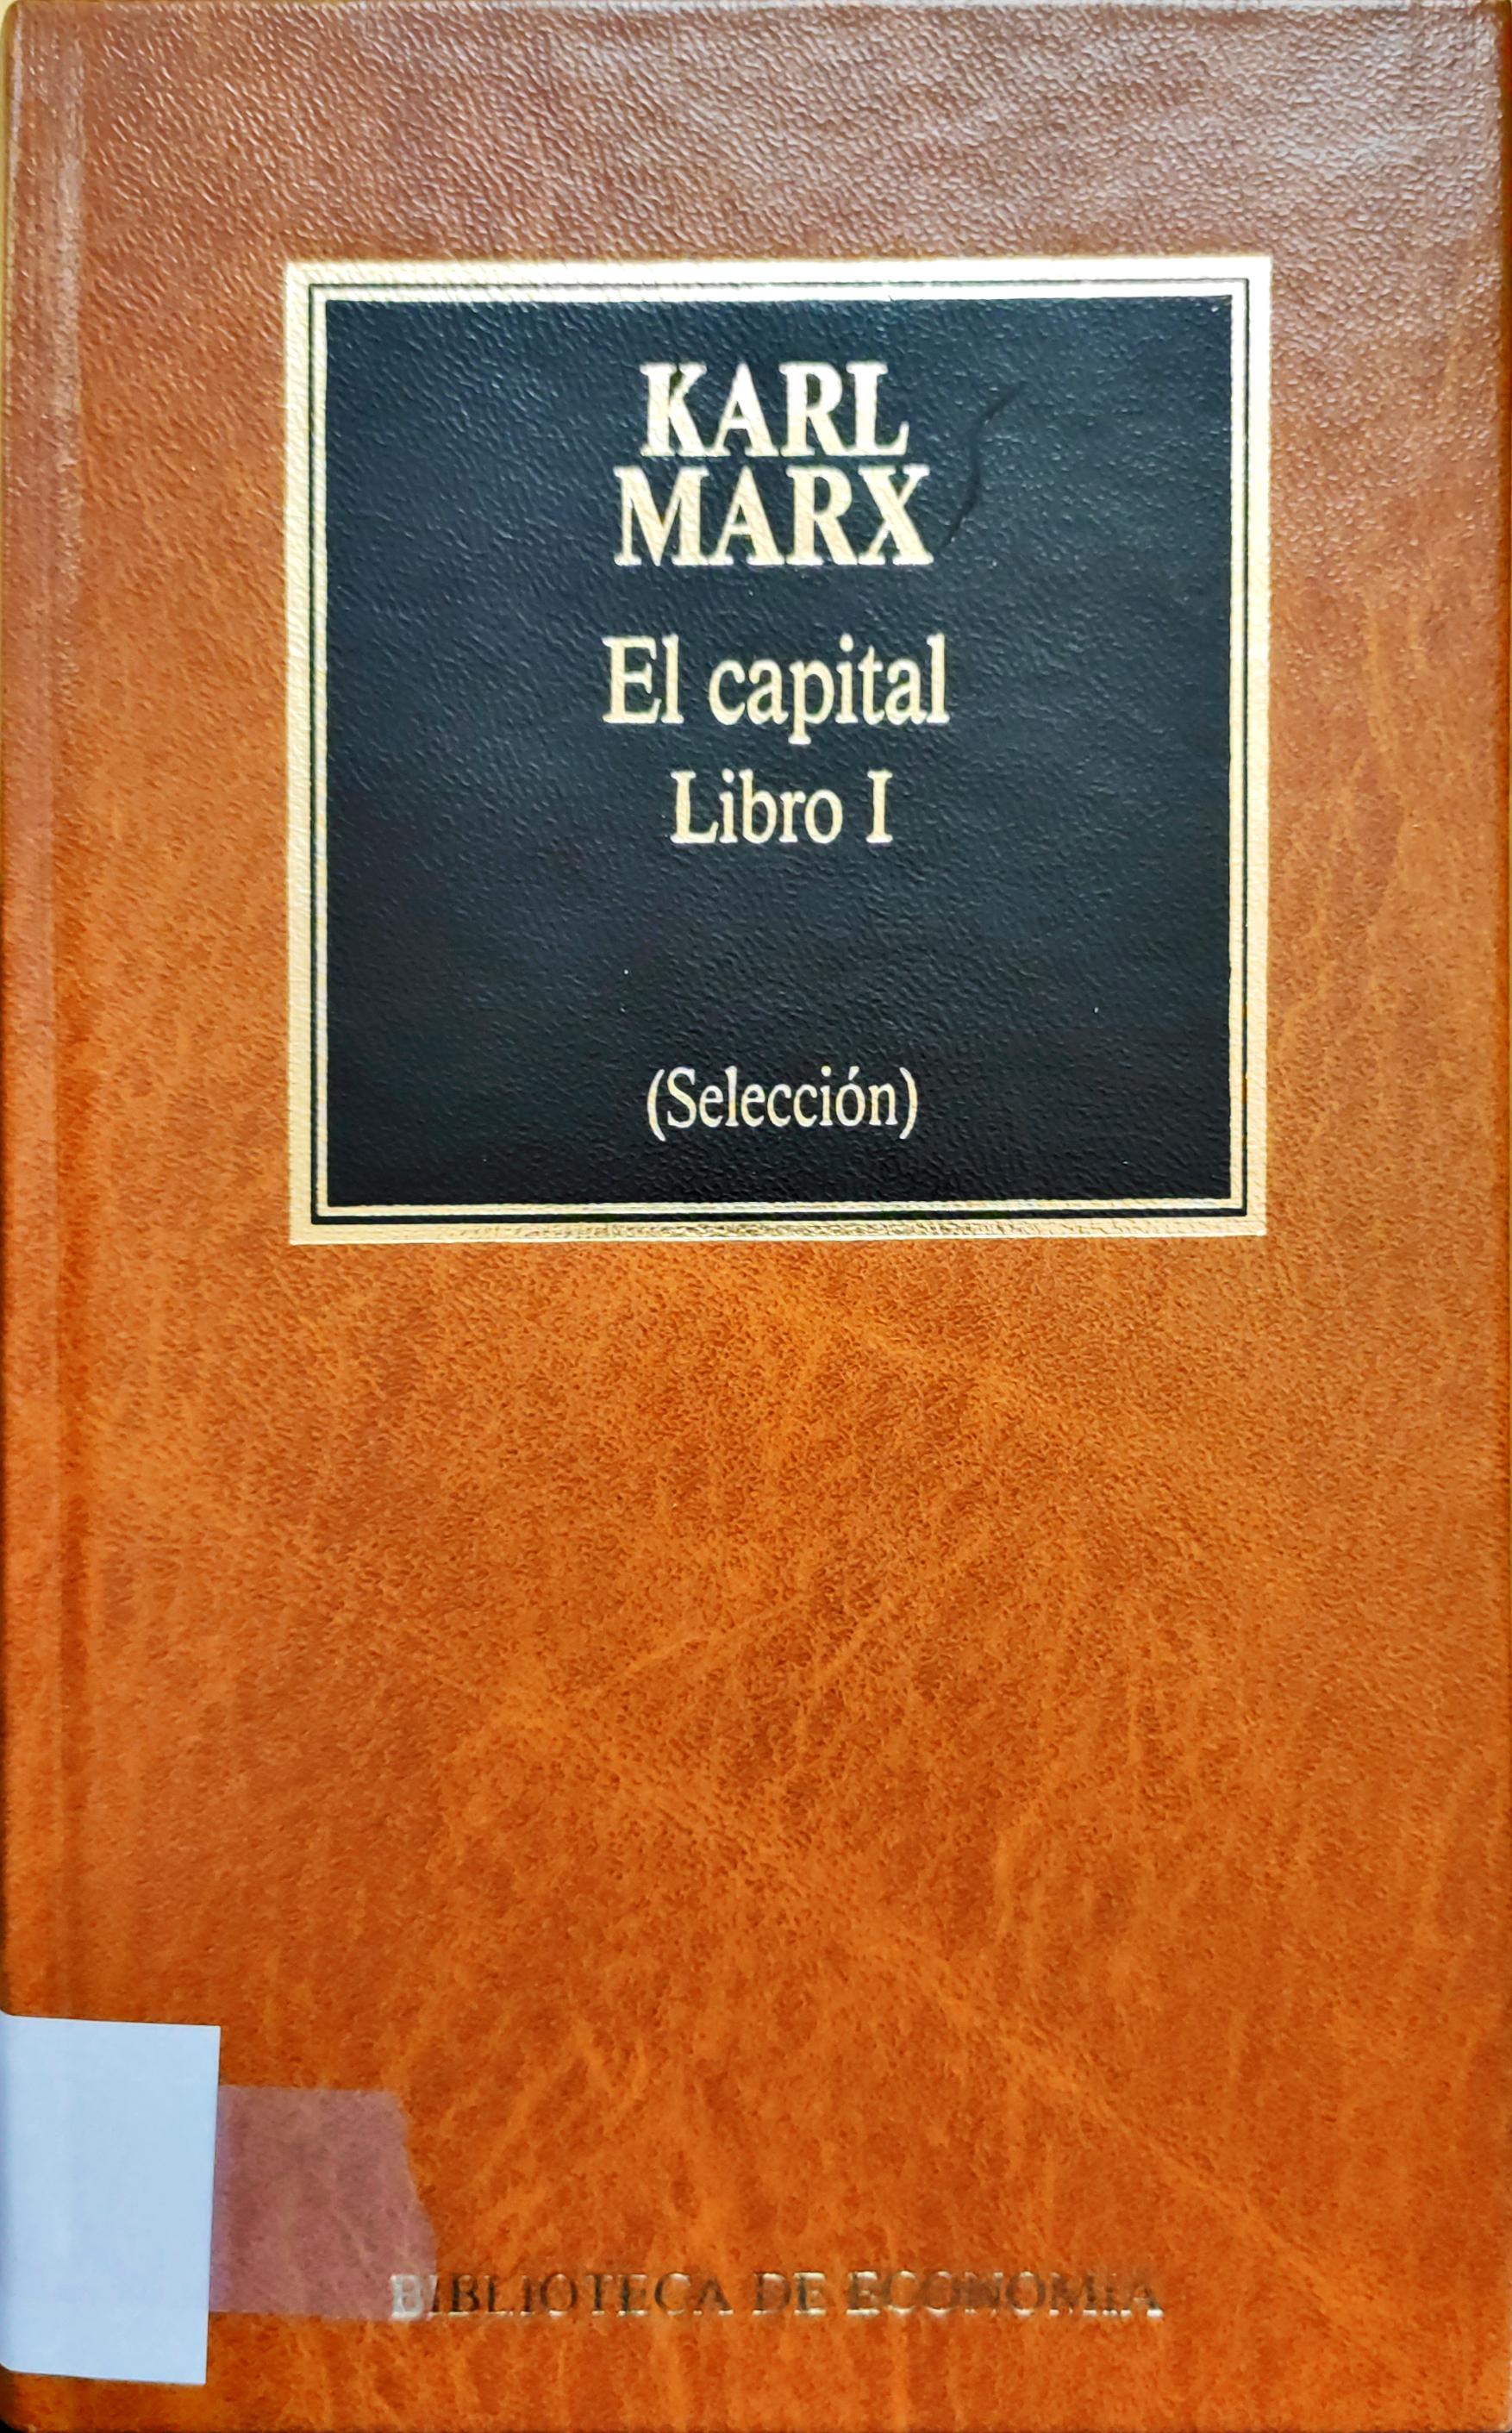 KARL
MARX
El capital
Libro I
(Selección)
BIBLIOTECA DE ECONOMIA